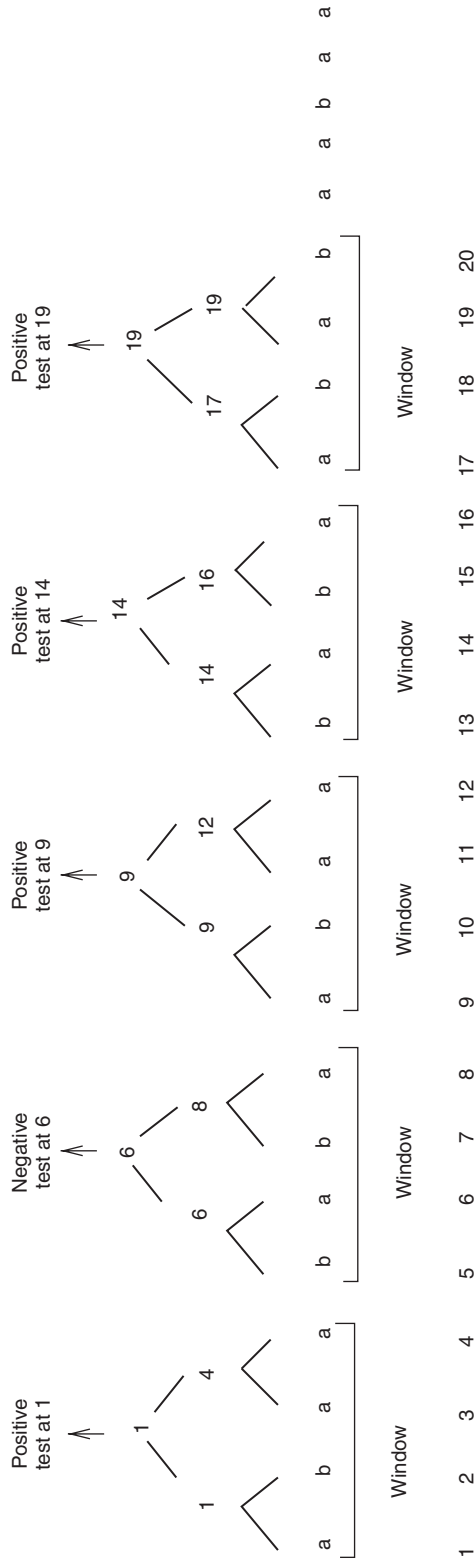 Positive
test at 1
Negative
test at 6
Positive
test at 9
Positive
test at 14
Positive
test at 19
1
6
9
14
19
1
4
6
8
9
12
14
16
17
19
a b a a b a b a a b a a b a b a a b a b a a b a a
Window
Window
Window
Window
Window
1 2 3 4 5 6 7 8 9 10 11 12 13 14 15 16 17 18 19 20